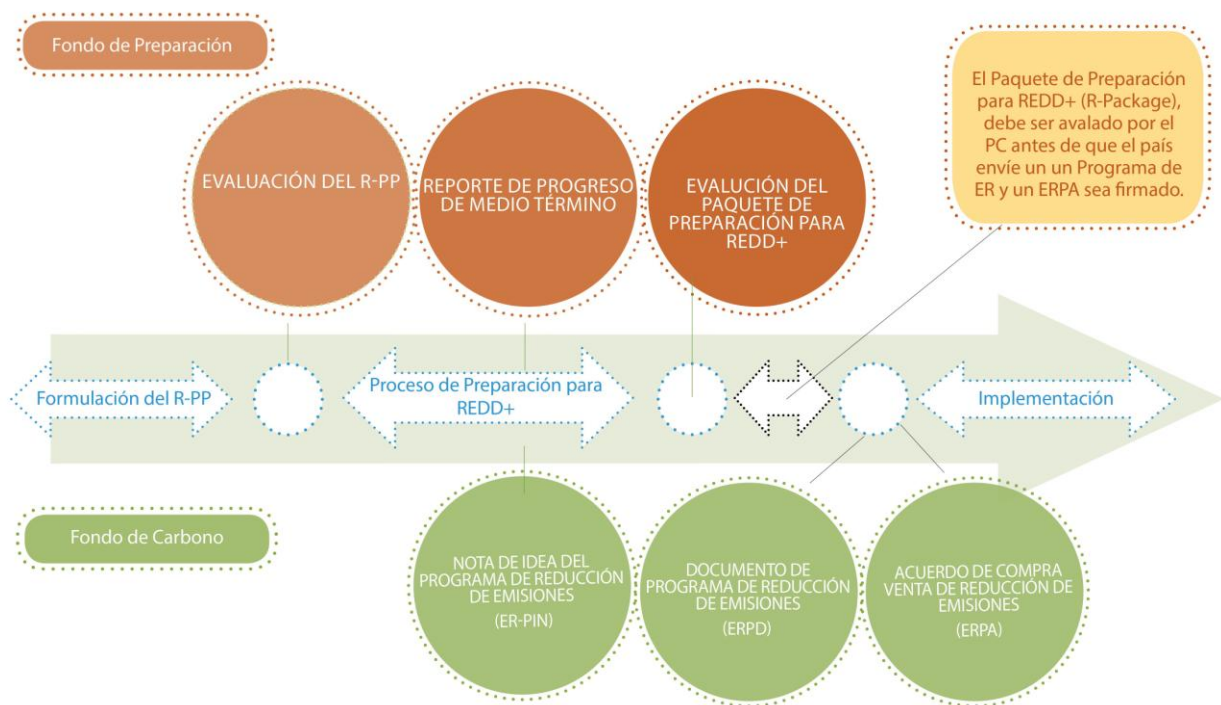 Fondo de Preparación
El Paquete de Preparación
para REDD+ (R-Package),
debe ser avalado por el
PC antes de que el país
envíe un un Programa de
ER y un ERPA sea firmado.
EVALUACIÓN DEL R-PP
REPORTE DE PROGRESO
DE MEDIO TÉRMINO
EVALUCIÓN DEL
PAQUETE DE
PREPARACIÓN PARA
REDD+
Formulación del R-PP
Proceso de Preparación para
REDD+
Implementación
Fondo de Carbono
NOTA DE IDEA DEL
PROGRAMA DE REDUCCIÓN
DE EMISIONES
(ER-PIN)
DOCUMENTO DE
PROGRAMA DE REDUCCIÓN
DE EMISIONES
(ERPD)
ACUERDO DE COMPRA
VENTA DE REDUCCIÓN DE
EMISIONES
(ERPA)